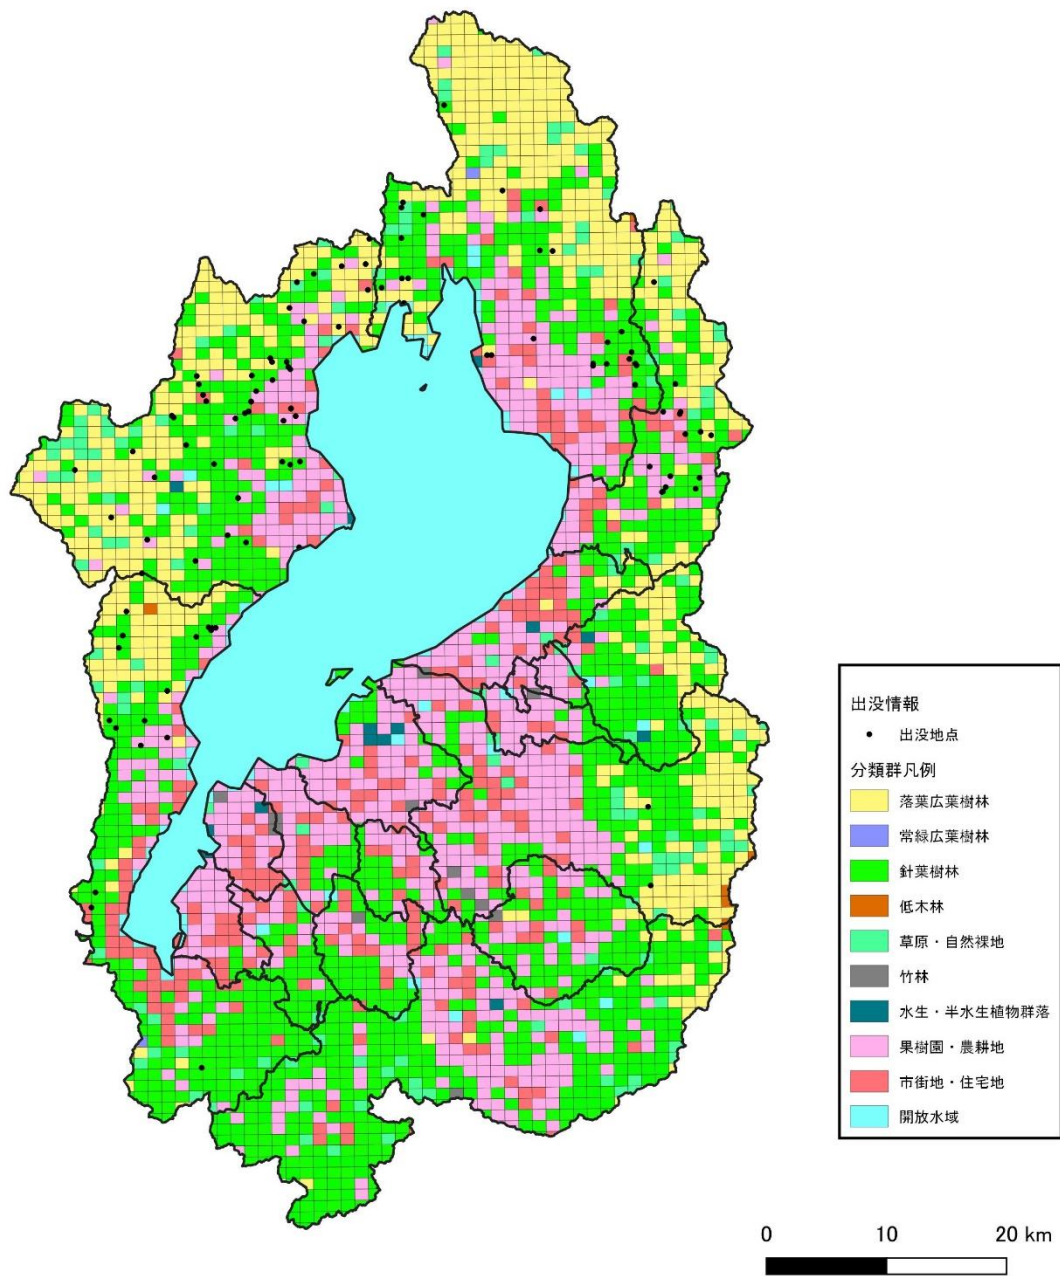 出没情報
出没地点
分類群凡例
落葉広葉樹林
常緑広葉樹林
針葉樹林
低木林
草原・自然裸地
竹林
水生・半水生植物群落
果樹園・農耕地
市街地・住宅地
開放水域
0 10 20 km